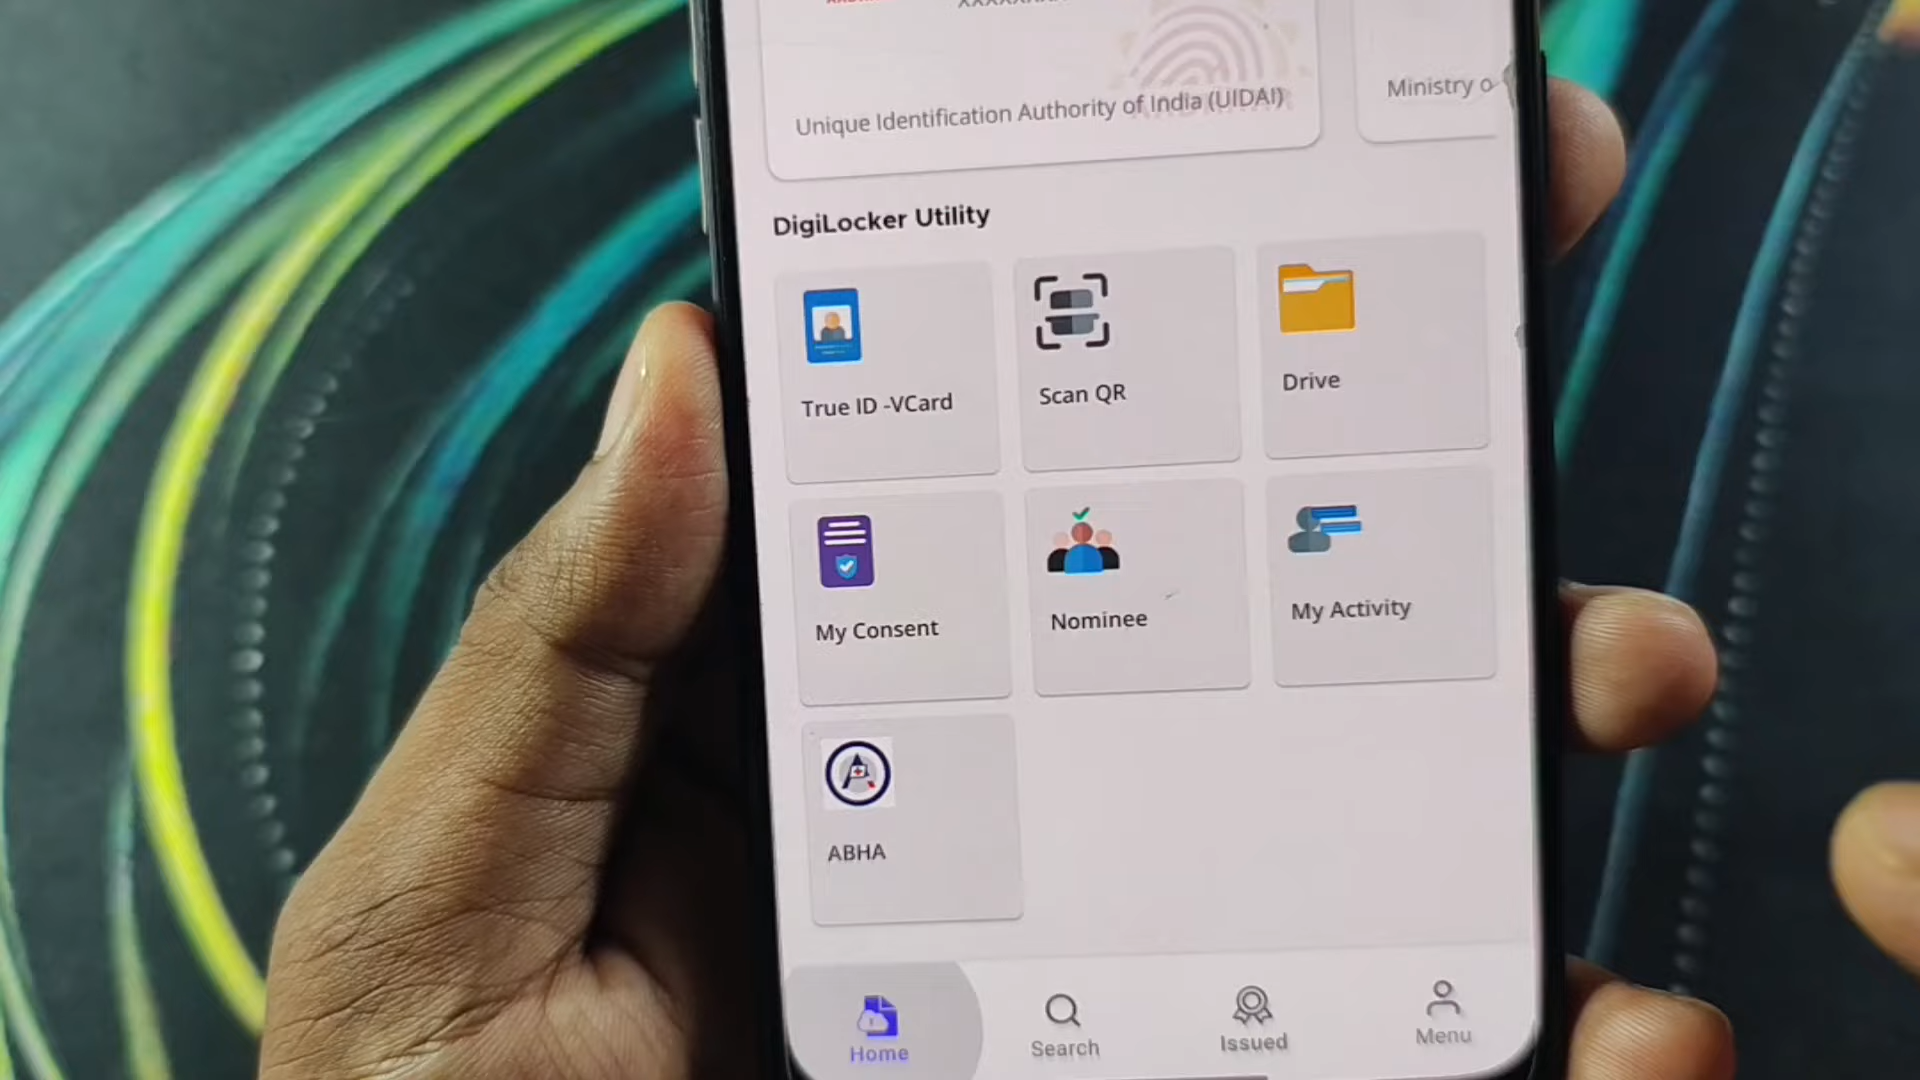 Unique Identification Authority of India (UIDAI)
Ministry o
DigiLocker Utility
True ID -VCard
Scan QR
Drive
My Consent
Nominee
My Activity
ABHA
Home
Search
Issued
Menu